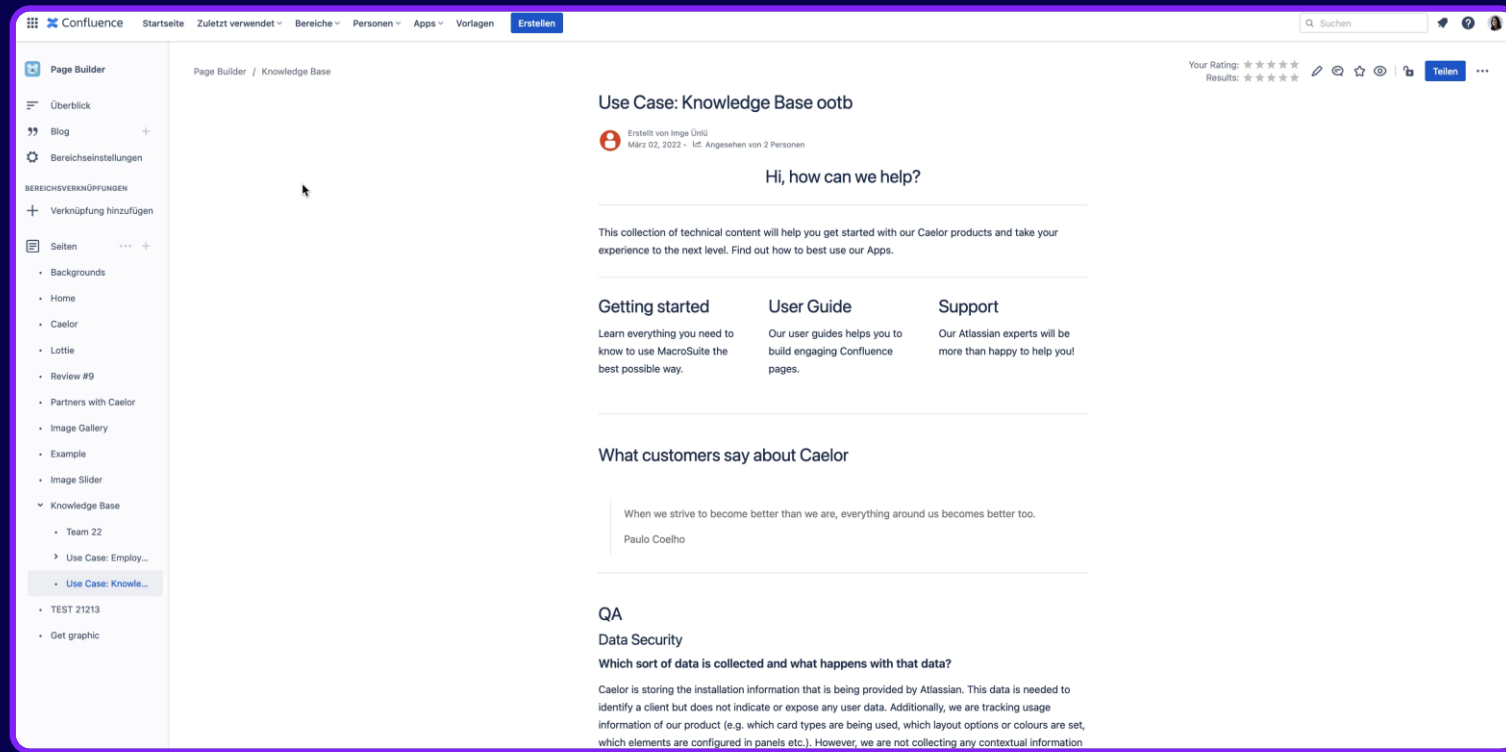 Confluence Startseite Zuletzt verwendet Bereiche Personen Apps Vorlagen Erstellen Suchen
Page Builder
Überblick
Blog
Bereichseinstellungen
BEREICHSVERKNÜPFUNGEN
Verknüpfung hinzufügen
Seiten
Backgrounds
Home
Caelor
Lottie
Review #9
Partners with Caelor
Image Gallery
Example
Image Slider
Knowledge Base
Team 22
Use Case: Employ...
Use Case: Knowle...
TEST 21213
Get graphic
Page Builder / Knowledge Base
Your Rating:
Results:
Teilen
Use Case: Knowledge Base ootb
Erstellt von Imge Ünlü
März 02, 2022 • Angesehen von 2 Personen
Hi, how can we help?
This collection of technical content will help you get started with our Caelor products and take your
experience to the next level. Find out how to best use our Apps.
Getting started
Learn everything you need to
know to use MacroSuite the
best possible way.
User Guide
Our user guides helps you to
build engaging Confluence
pages.
Support
Our Atlassian experts will be
more than happy to help you!
What customers say about Caelor
When we strive to become better than we are, everything around us becomes better too.
Paulo Coelho
QA
Data Security
Which sort of data is collected and what happens with that data?
Caelor is storing the installation information that is being provided by Atlassian. This data is needed to
identify a client but does not indicate or expose any user data. Additionally, we are tracking usage
information of our product (e.g. which card types are being used, which layout options or colours are set,
which elements are configured in panels etc.). However, we are not collecting any contextual information